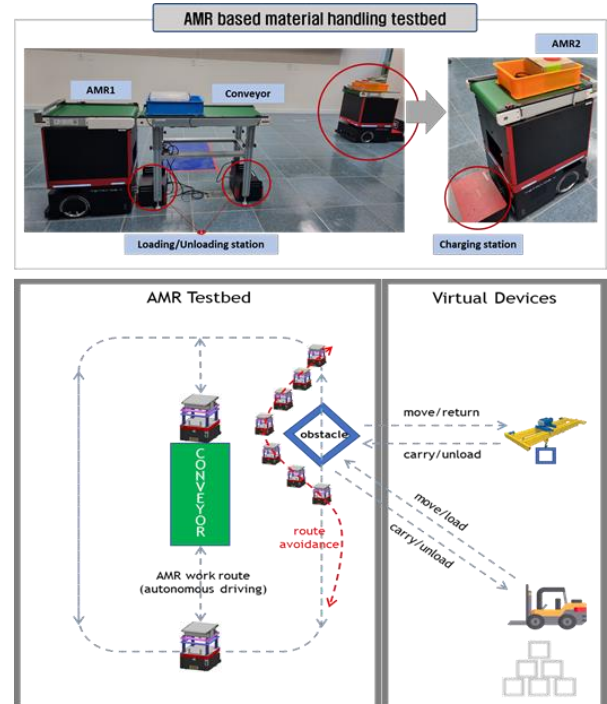 AMR based material handling testbed
AMR2
AMR1
Conveyor
Loading/Unloading station
Charging station
AMR Testbed
Virtual Devices
obstacle
move/return
carry/unload
CONVEYOR
move/load
carry/unload
route
avoidance
AMR work route
(autonomous driving)